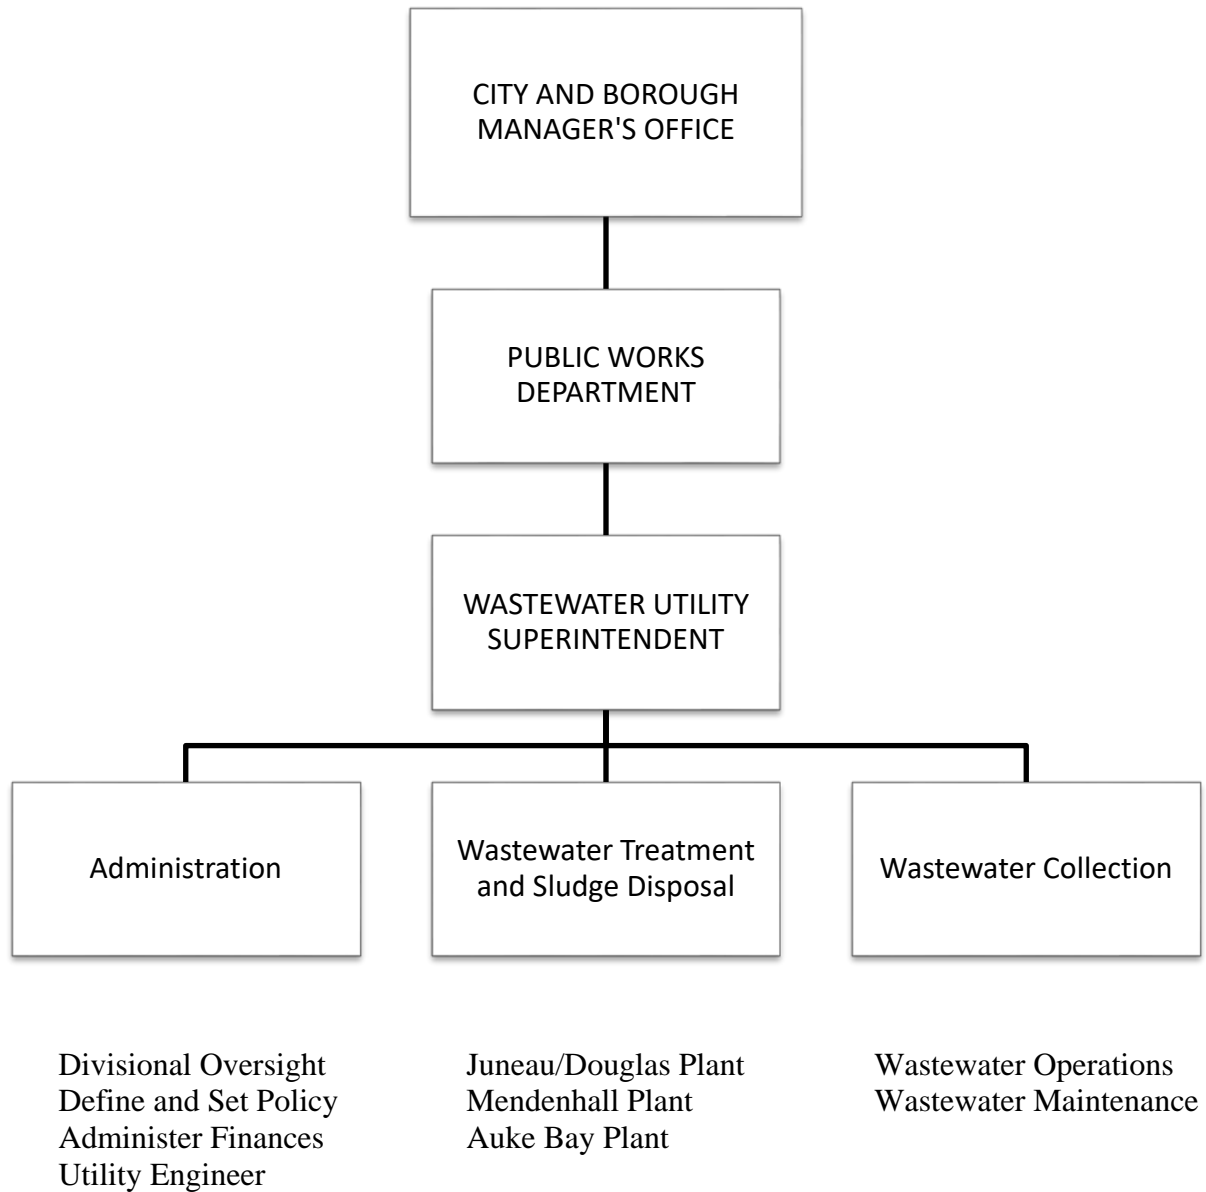 CITY AND BOROUGH
MANAGER'S OFFICE
PUBLIC WORKS
DEPARTMENT
WASTEWATER UTILITY
SUPERINTENDENT
Administration
Wastewater Treatment
and Sludge Disposal
Wastewater Collection
Divisional Oversight
Define and Set Policy
Administer Finances
Utility Engineer
Juneau/Douglas Plant
Mendenhall Plant
Auke Bay Plant
Wastewater Operations
Wastewater Maintenance